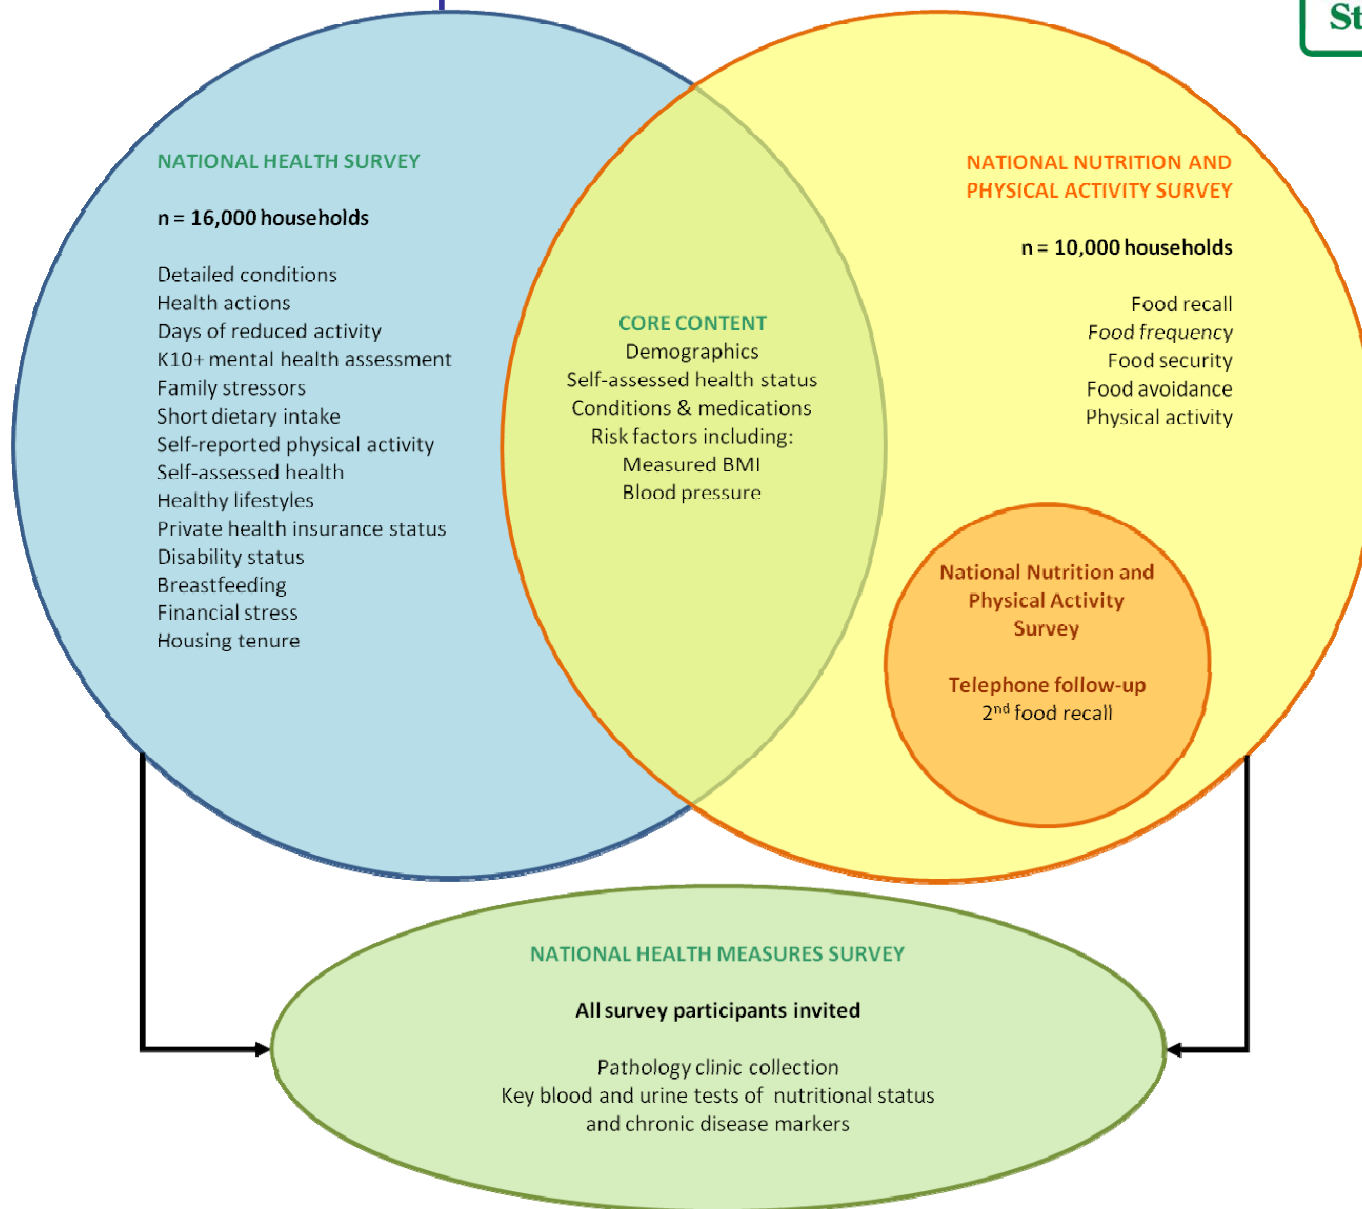 St
NATIONAL HEALTH SURVEY
n = 16,000 households
Detailed conditions
Health actions
Days of reduced activity
K10+ mental health assessment
Family stressors
Short dietary intake
Self-reported physical activity
Self-assessed health
Healthy lifestyles
Private health insurance status
Disability status
Breastfeeding
Financial stress
Housing tenure
CORE CONTENT
Demographics
Self-assessed health status
Conditions & medications
Risk factors including:
Measured BMI
Blood pressure
NATIONAL NUTRITION AND
PHYSICAL ACTIVITY SURVEY
n = 10,000 households
Food recall
Food frequency
Food security
Food avoidance
Physical activity
National Nutrition and
Physical Activity
Survey
Telephone follow-up
2nd food recall
NATIONAL HEALTH MEASURES SURVEY
All survey participants invited
Pathology clinic collection
Key blood and urine tests of nutritional status
and chronic disease markers